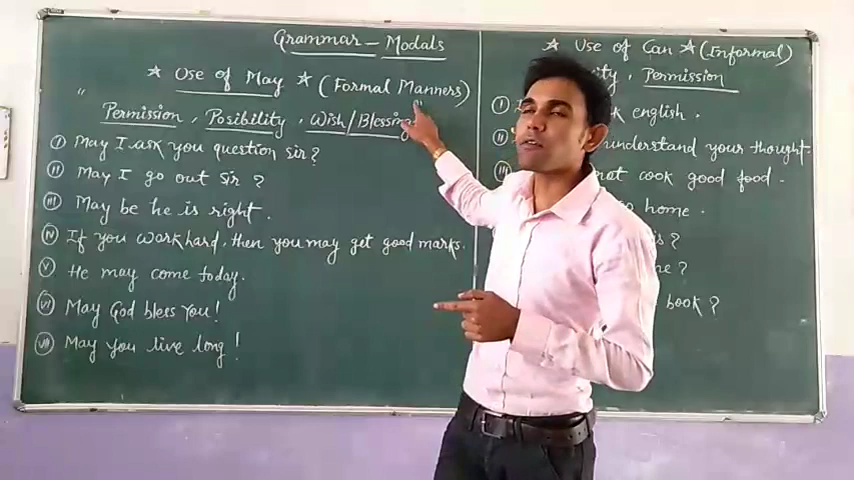 Grammar - Modals
* Use of May * (Formal Manners)
Permission, Posibility, Wish/Blessing
I May I ask you question sir?
II May I go out Sir ?
III May be he is right.
IV If you work hard, then you may get good marks.
V He may come today.
VI May God bless you!
VII May you live long!
* Use of Can * (Informal)
Permission
I english.
II understand your thought.
III not cook good food.
home.
?
?
book ?